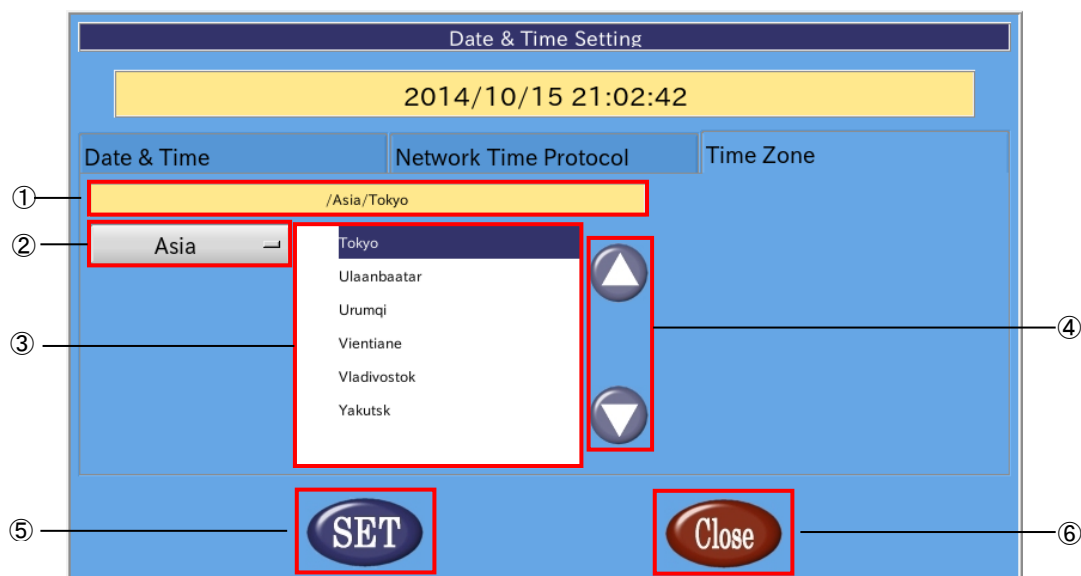 Date & Time Setting
2014/10/15 21:02:42
Date & Time Network Time Protocol Time Zone
① /Asia/Tokyo
② Asia
Tokyo
Ulaanbaatar
Urumqi
③ Vientiane
④
Vladivostok
Yakutsk
⑤ SET Close ⑥